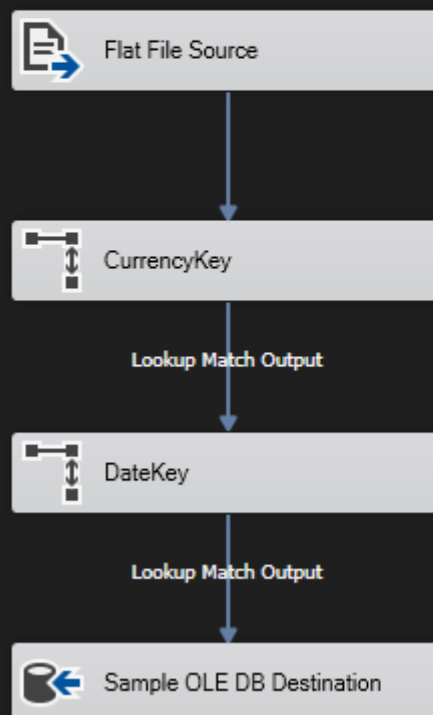 Flat File Source
CurrencyKey
Lookup Match Output
DateKey
Lookup Match Output
Sample OLE DB Destination